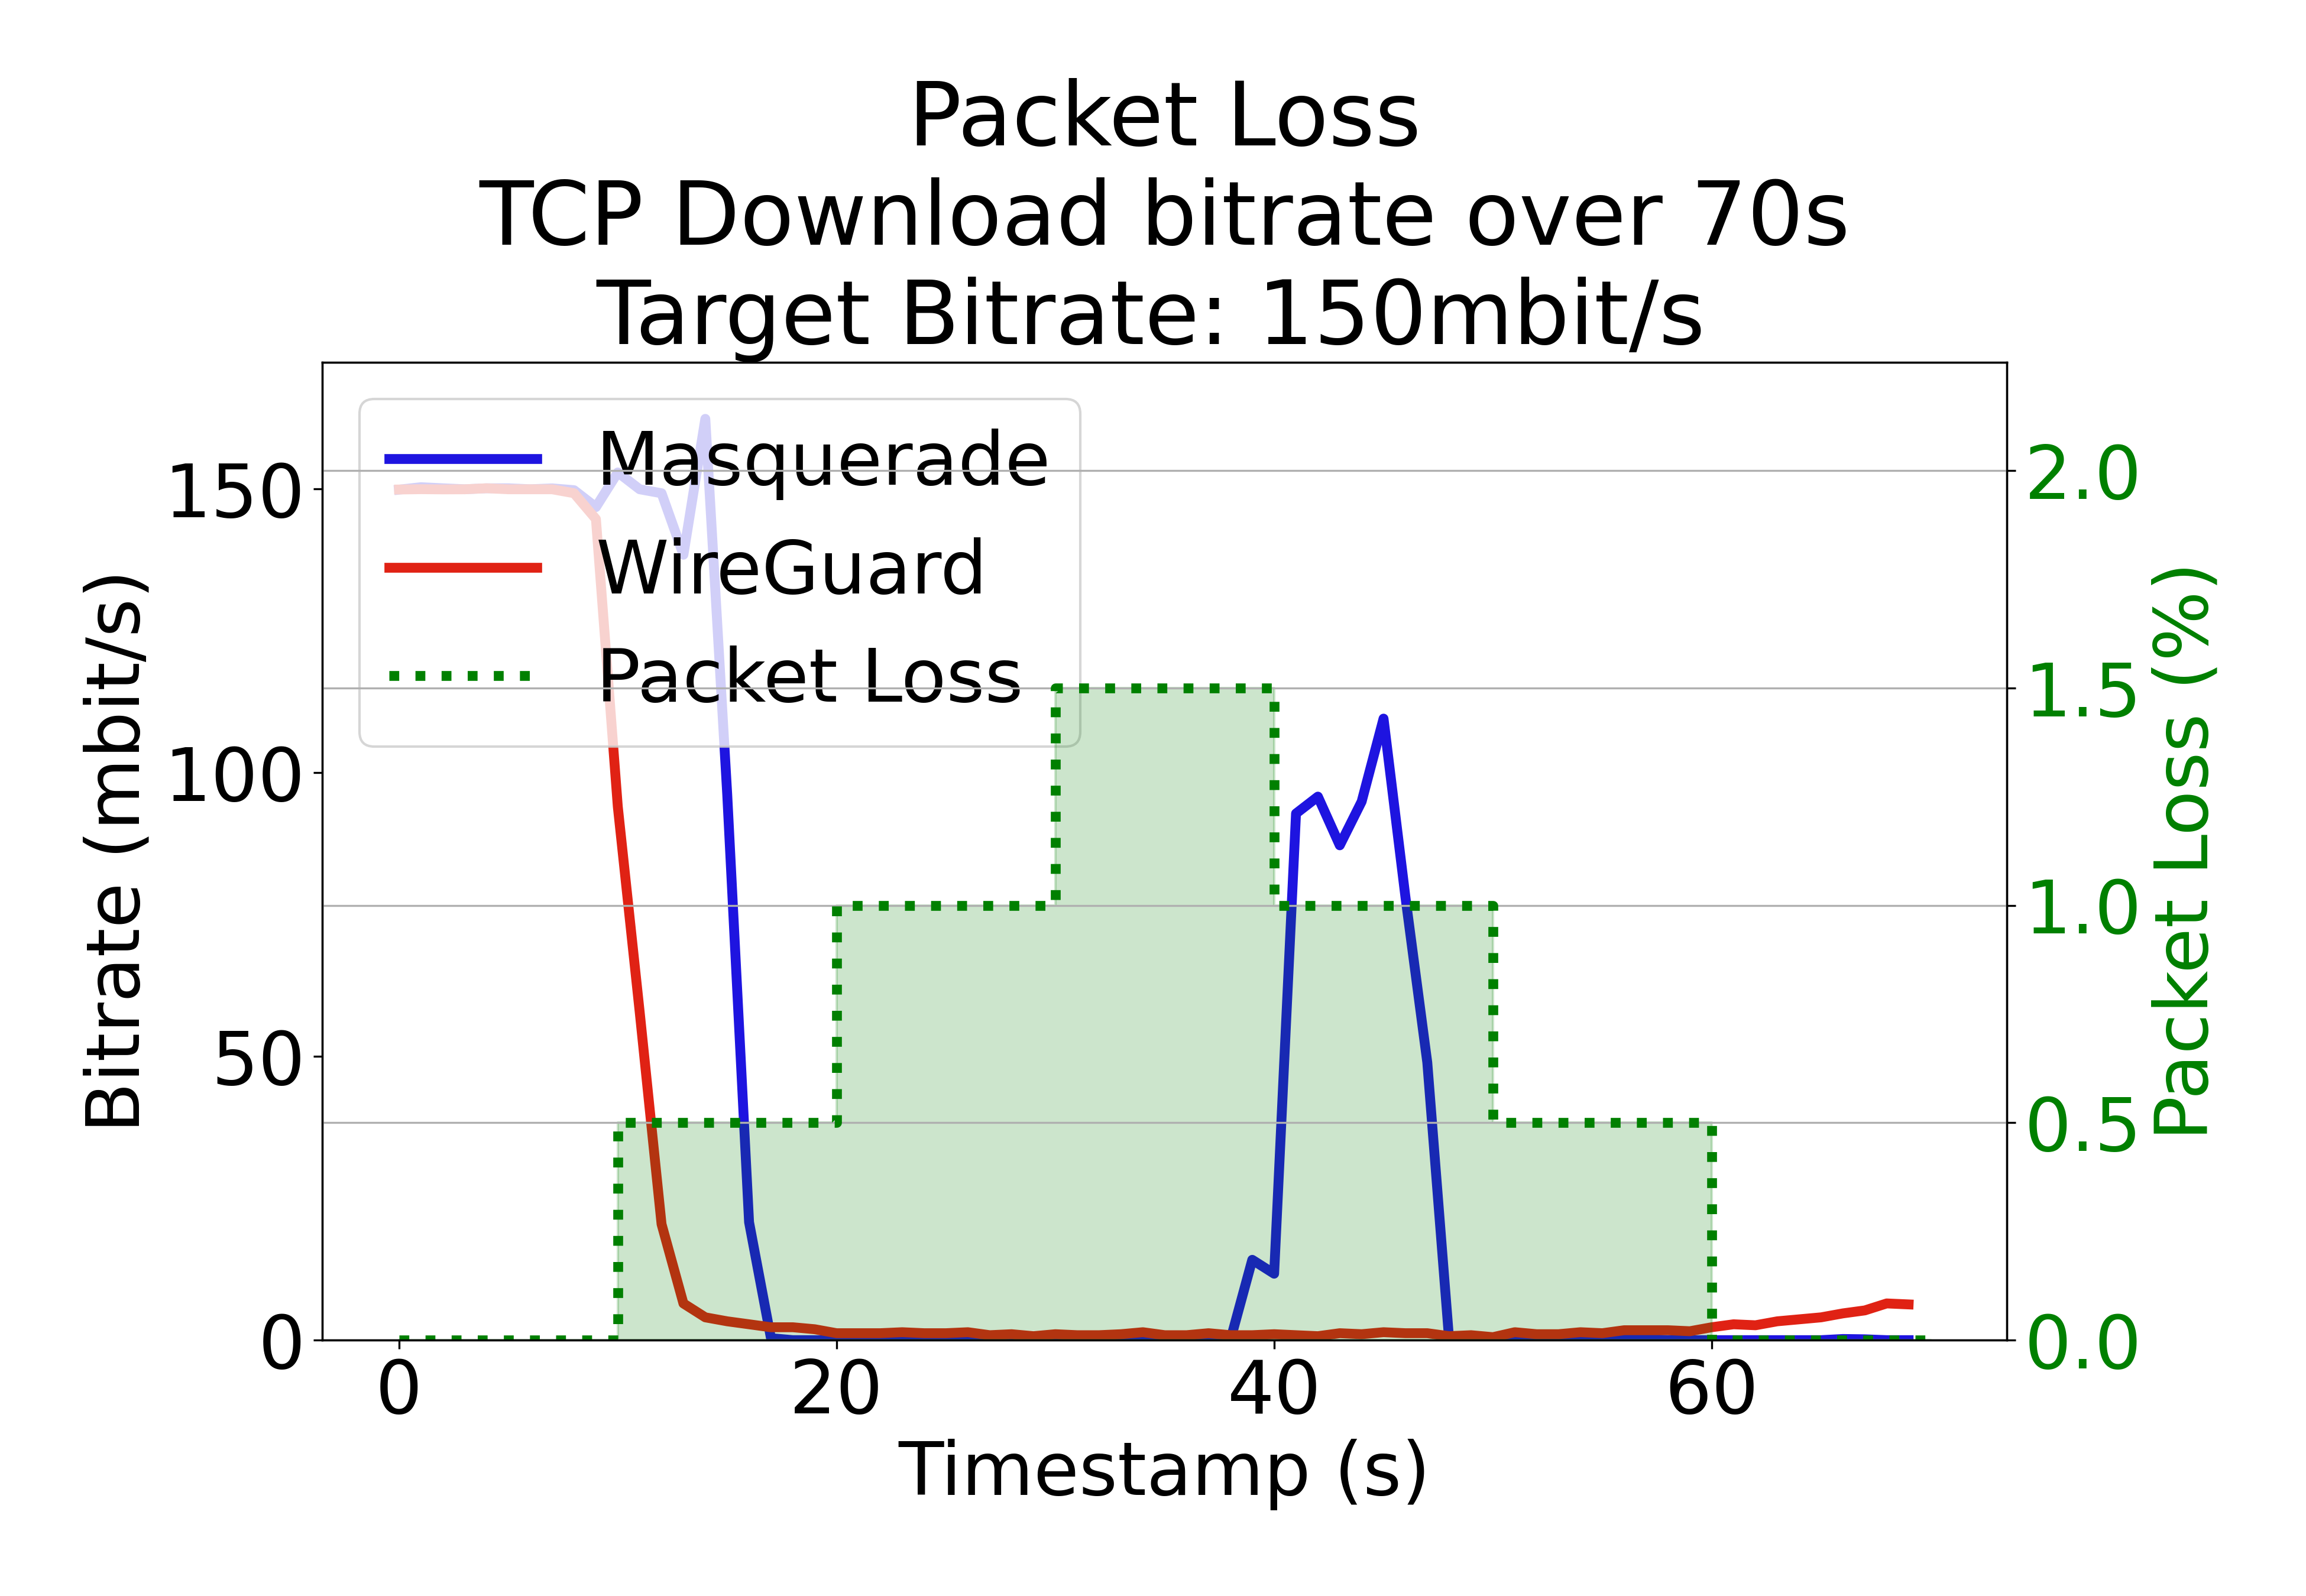 Packet Loss
TCP Download bitrate over 70s
Target Bitrate: 150mbit/s
Masquerade
WireGuard
Packet Loss
Bitrate (mbit/s)
150
100
50
0
2.0
1.5
1.0
0.5
0.0
Packet Loss (%)
0 20 40 60
Timestamp (s)